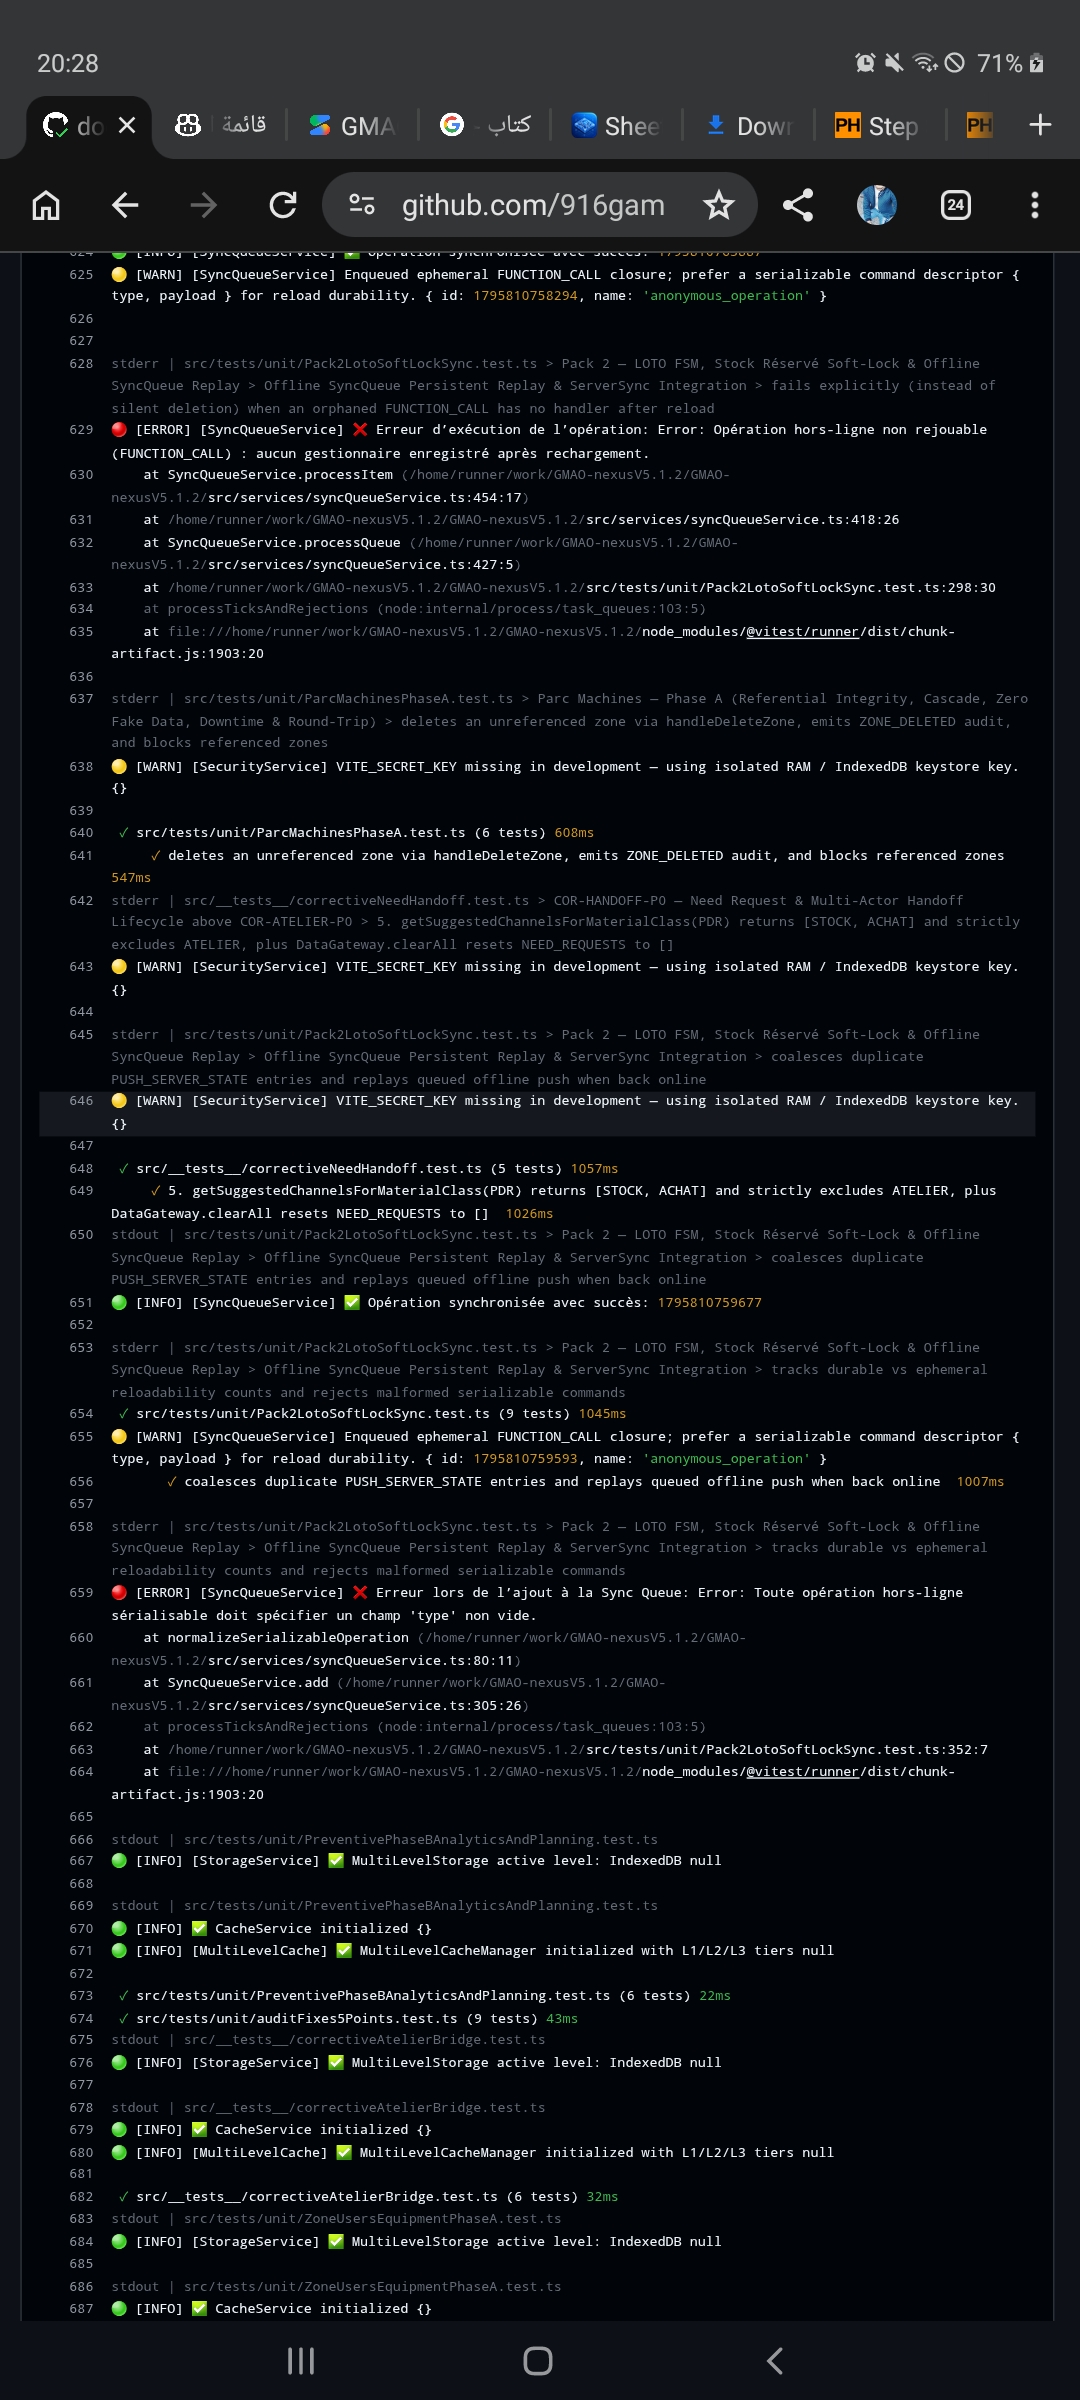 20:28
71%
do
قائمة
GMA
كتاب -
Shee
Down
PH Step
PH
github.com/916gam
24
625 [WARN] [SyncQueueService] Enqueued ephemeral FUNCTION_CALL closure; prefer a serializable command descriptor {
type, payload } for reload durability. { id: 1795810758294, name: 'anonymous_operation' }
626
627
628 stderr | src/tests/unit/Pack2LotoSoftLockSync.test.ts > Pack 2 — LOTO FSM, Stock Réservé Soft-Lock & Offline
SyncQueue Replay > Offline SyncQueue Persistent Replay & ServerSync Integration > fails explicitly (instead of
silent deletion) when an orphaned FUNCTION_CALL has no handler after reload
629 [ERROR] [SyncQueueService] ❌ Erreur d’exécution de l’opération: Error: Opération hors-ligne non rejouable
(FUNCTION_CALL) : aucun gestionnaire enregistré après rechargement.
630 at SyncQueueService.processItem (/home/runner/work/GMAO-nexusV5.1.2/GMAO-
nexusV5.1.2/src/services/syncQueueService.ts:454:17)
631 at /home/runner/work/GMAO-nexusV5.1.2/GMAO-nexusV5.1.2/src/services/syncQueueService.ts:418:26
632 at SyncQueueService.processQueue (/home/runner/work/GMAO-nexusV5.1.2/GMAO-
nexusV5.1.2/src/services/syncQueueService.ts:427:5)
633 at /home/runner/work/GMAO-nexusV5.1.2/GMAO-nexusV5.1.2/src/tests/unit/Pack2LotoSoftLockSync.test.ts:298:30
634 at processTicksAndRejections (node:internal/process/task_queues:103:5)
635 at file:///home/runner/work/GMAO-nexusV5.1.2/GMAO-nexusV5.1.2/node_modules/@vitest/runner/dist/chunk-
artifact.js:1903:20
636
637 stderr | src/tests/unit/ParcMachinesPhaseA.test.ts > Parc Machines — Phase A (Referential Integrity, Cascade, Zero
Fake Data, Downtime & Round-Trip) > deletes an unreferenced zone via handleDeleteZone, emits ZONE_DELETED audit,
and blocks referenced zones
638 [WARN] [SecurityService] VITE_SECRET_KEY missing in development — using isolated RAM / IndexedDB keystore key.
{}
639
640 ✓ src/tests/unit/ParcMachinesPhaseA.test.ts (6 tests) 608ms
641 ✓ deletes an unreferenced zone via handleDeleteZone, emits ZONE_DELETED audit, and blocks referenced zones
547ms
642 stderr | src/__tests__/correctiveNeedHandoff.test.ts > COR-HANDOFF-P0 — Need Request & Multi-Actor Handoff
Lifecycle above COR-ATELIER-P0 > 5. getSuggestedChannelsForMaterialClass(PDR) returns [STOCK, ACHAT] and strictly
excludes ATELIER, plus DataGateway.clearAll resets NEED_REQUESTS to []
643 [WARN] [SecurityService] VITE_SECRET_KEY missing in development — using isolated RAM / IndexedDB keystore key.
{}
644
645 stderr | src/tests/unit/Pack2LotoSoftLockSync.test.ts > Pack 2 — LOTO FSM, Stock Réservé Soft-Lock & Offline
SyncQueue Replay > Offline SyncQueue Persistent Replay & ServerSync Integration > coalesces duplicate
PUSH_SERVER_STATE entries and replays queued offline push when back online
646 [WARN] [SecurityService] VITE_SECRET_KEY missing in development — using isolated RAM / IndexedDB keystore key.
{}
647
648 ✓ src/__tests__/correctiveNeedHandoff.test.ts (5 tests) 1057ms
649 ✓ 5. getSuggestedChannelsForMaterialClass(PDR) returns [STOCK, ACHAT] and strictly excludes ATELIER, plus
DataGateway.clearAll resets NEED_REQUESTS to [] 1026ms
650 stdout | src/tests/unit/Pack2LotoSoftLockSync.test.ts > Pack 2 — LOTO FSM, Stock Réservé Soft-Lock & Offline
SyncQueue Replay > Offline SyncQueue Persistent Replay & ServerSync Integration > coalesces duplicate
PUSH_SERVER_STATE entries and replays queued offline push when back online
651 [INFO] [SyncQueueService] ✅ Opération synchronisée avec succès: 1795810759677
652
653 stderr | src/tests/unit/Pack2LotoSoftLockSync.test.ts > Pack 2 — LOTO FSM, Stock Réservé Soft-Lock & Offline
SyncQueue Replay > Offline SyncQueue Persistent Replay & ServerSync Integration > tracks durable vs ephemeral
reloadability counts and rejects malformed serializable commands
654 ✓ src/tests/unit/Pack2LotoSoftLockSync.test.ts (9 tests) 1045ms
655 [WARN] [SyncQueueService] Enqueued ephemeral FUNCTION_CALL closure; prefer a serializable command descriptor {
type, payload } for reload durability. { id: 1795810759593, name: 'anonymous_operation' }
656 ✓ coalesces duplicate PUSH_SERVER_STATE entries and replays queued offline push when back online 1007ms
657
658 stderr | src/tests/unit/Pack2LotoSoftLockSync.test.ts > Pack 2 — LOTO FSM, Stock Réservé Soft-Lock & Offline
SyncQueue Replay > Offline SyncQueue Persistent Replay & ServerSync Integration > tracks durable vs ephemeral
reloadability counts and rejects malformed serializable commands
659 [ERROR] [SyncQueueService] ❌ Erreur lors de l’ajout à la Sync Queue: Error: Toute opération hors-ligne
sérialisable doit spécifier un champ 'type' non vide.
660 at normalizeSerializableOperation (/home/runner/work/GMAO-nexusV5.1.2/GMAO-
nexusV5.1.2/src/services/syncQueueService.ts:80:11)
661 at SyncQueueService.add (/home/runner/work/GMAO-nexusV5.1.2/GMAO-
nexusV5.1.2/src/services/syncQueueService.ts:305:26)
662 at processTicksAndRejections (node:internal/process/task_queues:103:5)
663 at /home/runner/work/GMAO-nexusV5.1.2/GMAO-nexusV5.1.2/src/tests/unit/Pack2LotoSoftLockSync.test.ts:352:7
664 at file:///home/runner/work/GMAO-nexusV5.1.2/GMAO-nexusV5.1.2/node_modules/@vitest/runner/dist/chunk-
artifact.js:1903:20
665
666 stdout | src/tests/unit/PreventivePhaseBAnalyticsAndPlanning.test.ts
667 [INFO] [StorageService] ✅ MultiLevelStorage active level: IndexedDB null
668
669 stdout | src/tests/unit/PreventivePhaseBAnalyticsAndPlanning.test.ts
670 [INFO] ✅ CacheService initialized {}
671 [INFO] [MultiLevelCache] ✅ MultiLevelCacheManager initialized with L1/L2/L3 tiers null
672
673 ✓ src/tests/unit/PreventivePhaseBAnalyticsAndPlanning.test.ts (6 tests) 22ms
674 ✓ src/tests/unit/auditFixes5Points.test.ts (9 tests) 43ms
675 stdout | src/__tests__/correctiveAtelierBridge.test.ts
676 [INFO] [StorageService] ✅ MultiLevelStorage active level: IndexedDB null
677
678 stdout | src/__tests__/correctiveAtelierBridge.test.ts
679 [INFO] ✅ CacheService initialized {}
680 [INFO] [MultiLevelCache] ✅ MultiLevelCacheManager initialized with L1/L2/L3 tiers null
681
682 ✓ src/__tests__/correctiveAtelierBridge.test.ts (6 tests) 32ms
683 stdout | src/tests/unit/ZoneUsersEquipmentPhaseA.test.ts
684 [INFO] [StorageService] ✅ MultiLevelStorage active level: IndexedDB null
685
686 stdout | src/tests/unit/ZoneUsersEquipmentPhaseA.test.ts
687 [INFO] ✅ CacheService initialized {}